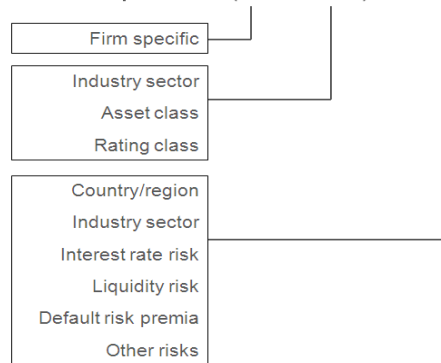 Firm specific
Industry sector
Asset class
Rating class
Country/region
Industry sector
Interest rate risk
Liquidity risk
Default risk premia
Other risks